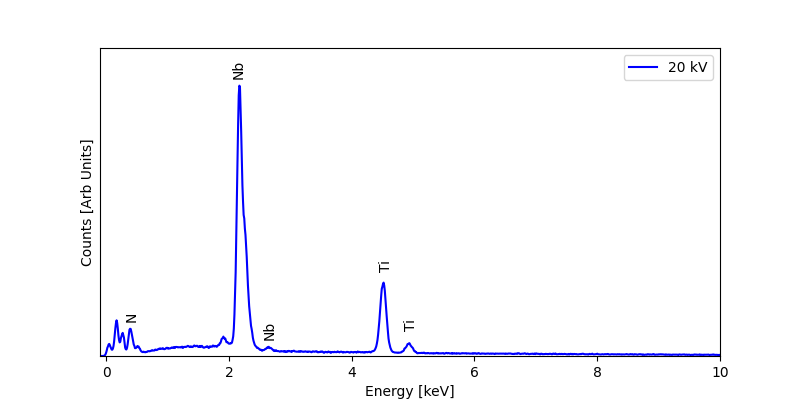 20 kV
Nb
Ti
N
Nb
Ti
Counts [Arb Units]
0 2 4 6 8 10
Energy [keV]